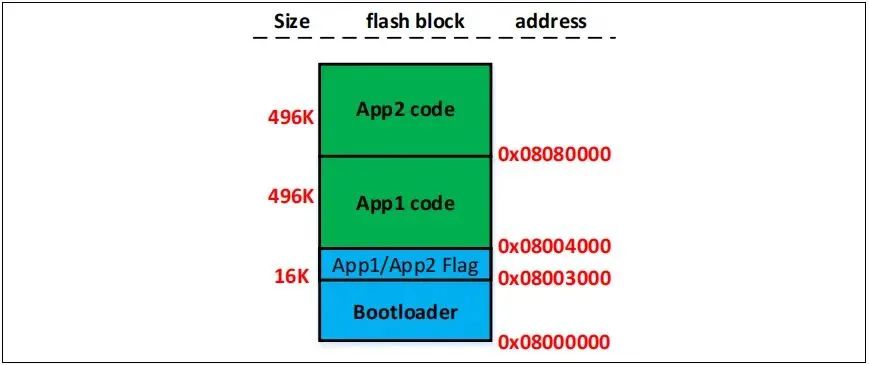 Size flash block address
App2 code
496K
0x08080000
496K
App1 code
0x08004000
App1/App2 Flag
16K
0x08003000
Bootloader
0x08000000